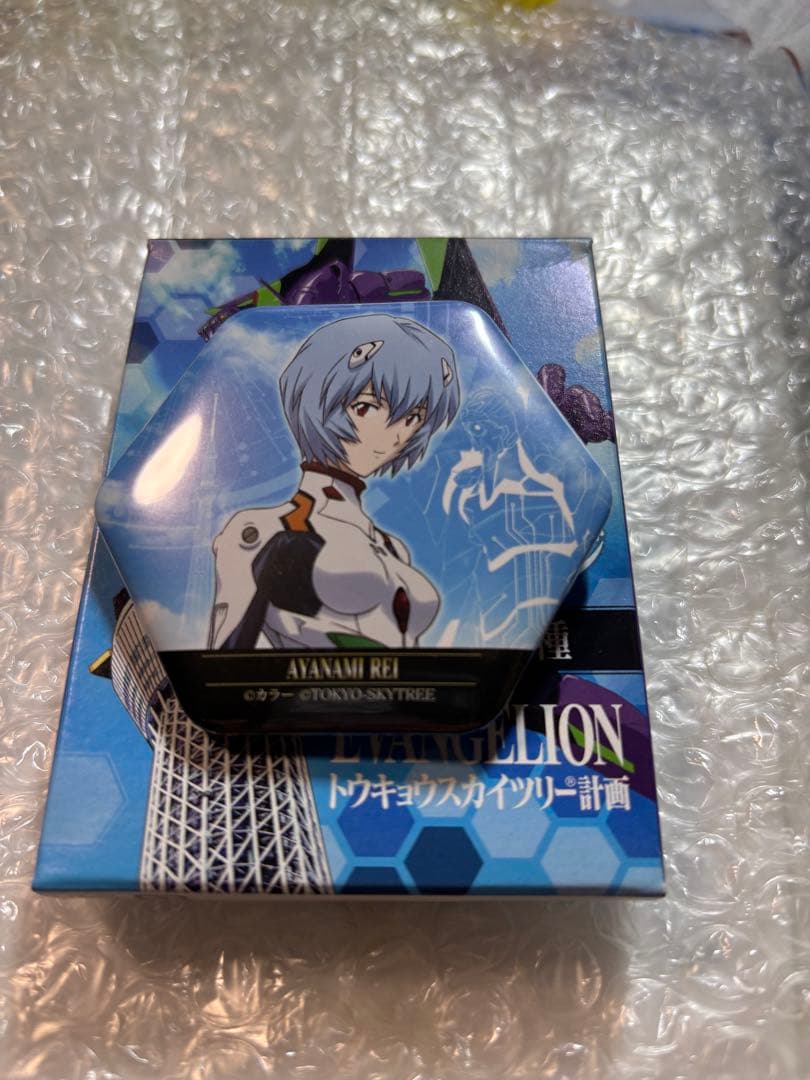 AYANAMI REI
©カラー ©TOKYO-SKYTREE
種
EVANGELION
トウキョウスカイツリー®計画